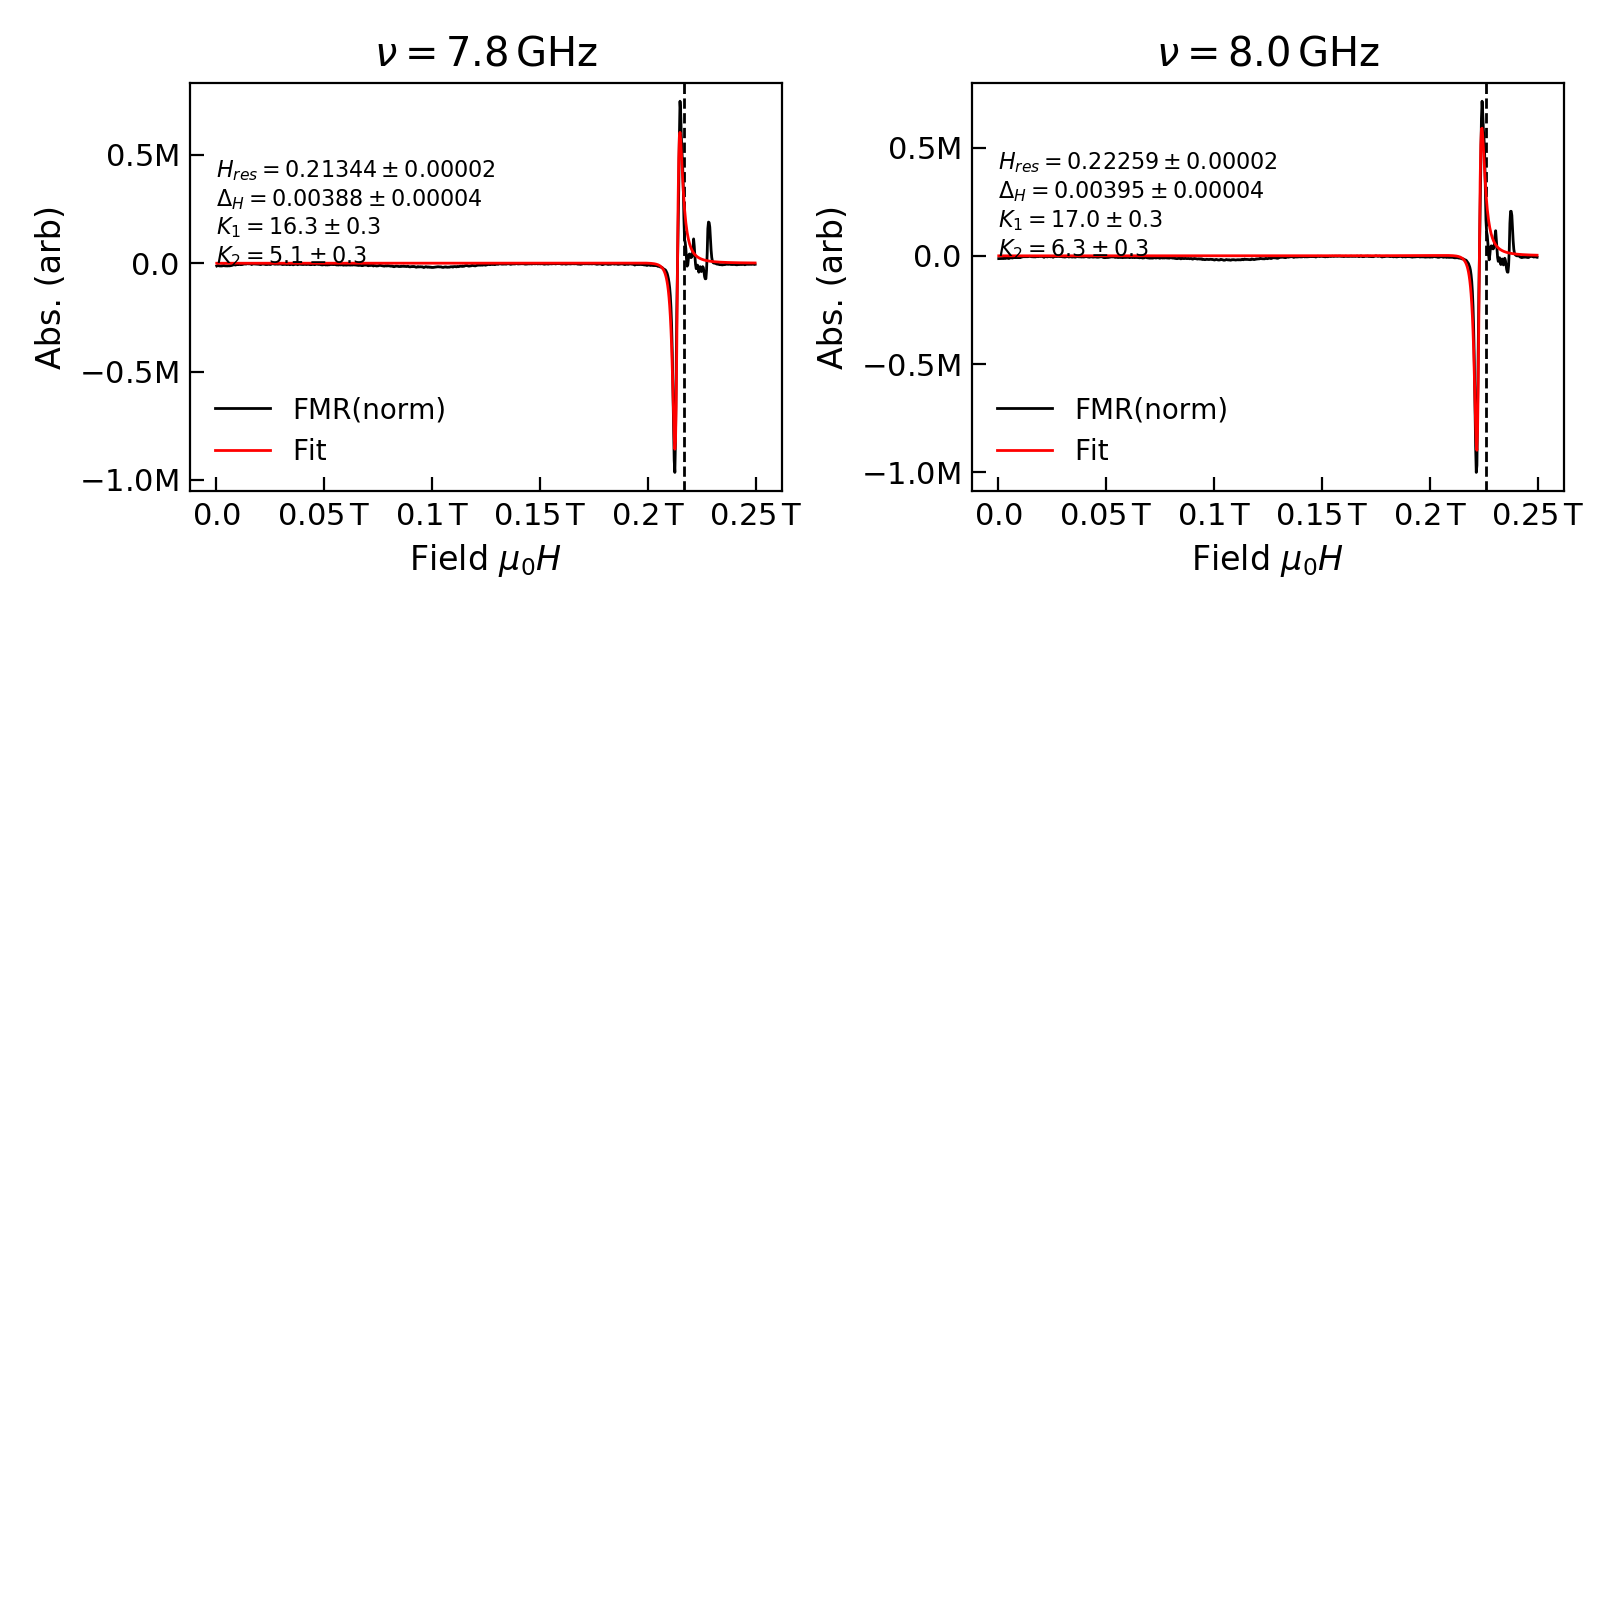 ν = 7.8 GHz
Abs. (arb)
0.5M
0.0
−0.5M
−1.0M
H_res = 0.21344 ± 0.00002
Δ_H = 0.00388 ± 0.00004
K_1 = 16.3 ± 0.3
K_2 = 5.1 ± 0.3
FMR(norm)
Fit
0.0 0.05 T 0.1 T 0.15 T 0.2 T 0.25 T
Field μ_0H
ν = 8.0 GHz
Abs. (arb)
0.5M
0.0
−0.5M
−1.0M
H_res = 0.22259 ± 0.00002
Δ_H = 0.00395 ± 0.00004
K_1 = 17.0 ± 0.3
K_2 = 6.3 ± 0.3
FMR(norm)
Fit
0.0 0.05 T 0.1 T 0.15 T 0.2 T 0.25 T
Field μ_0H